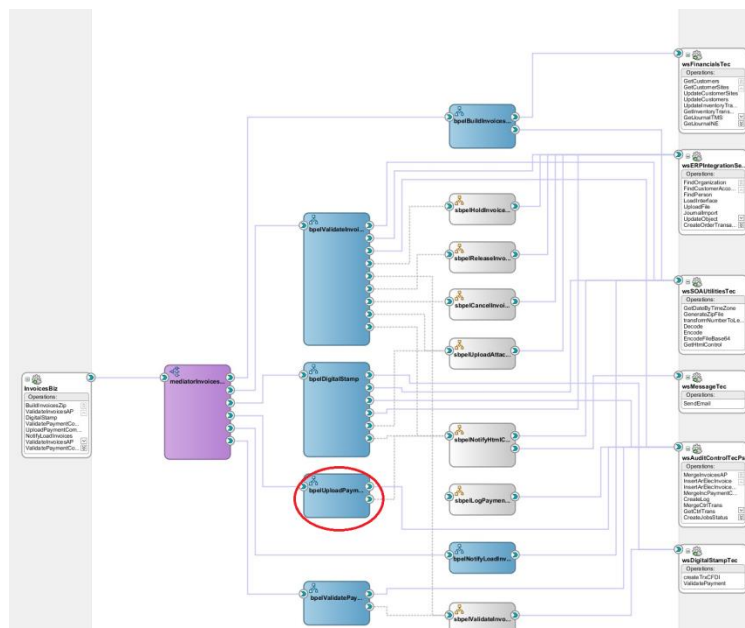 InvoicesBiz
Operations:
BuildInvoicesZip
ValidateInvoicesAP
DigitalStamp
ValidatePaymentCo...
UploadPaymentCom...
NotifyLoadInvoices
ValidateInvoicesAP
ValidatePaymentCo...
mediatorInvoices...
bpelValidateInvoi...
bpelDigitalStamp
bpelUploadPaym...
bpelValidatePay...
bpelBuildInvoices...
sbpelHoldInvoice...
sbpelReleaseInvo...
sbpelCancelInvoi...
sbpelUploadAttac...
sbpelNotifyHtmlC...
sbpelLogPaymen...
bpelNotifyLoadInv...
sbpelValidateInvo...
wsFinancialsTec
Operations:
GetCustomers
GetCustomerSites
UpdateCustomerSites
UpdateCustomers
UpdateInventoryTra...
GetInventoryTrans...
GetJournalTMS
GetJournalNE
wsERPIntegrationSe...
Operations:
FindOrganization
FindCustomerAcco...
FindPerson
LoadInterface
UploadFile
JournalImport
UpdateObject
CreateOrderTransa...
wsSOAUtilitiesTec
Operations:
GetDateByTimeZone
GenerateZipFile
transformNumberToLe...
Decode
Encode
EncodeFileBase64
GetHtmlControl
wsMessageTec
Operations:
SendEmail
wsAuditControlTecPa
Operations:
MergeInvoicesAP
InsertArElecInvoice
InsertArElecInvoice...
MergeIncPaymentC...
CreateLog
MergeCtrlTrans
GetCtrlTrans
CreateJobsStatus
wsDigitalStampTec
Operations:
createTrxCFDI
ValidatePayment